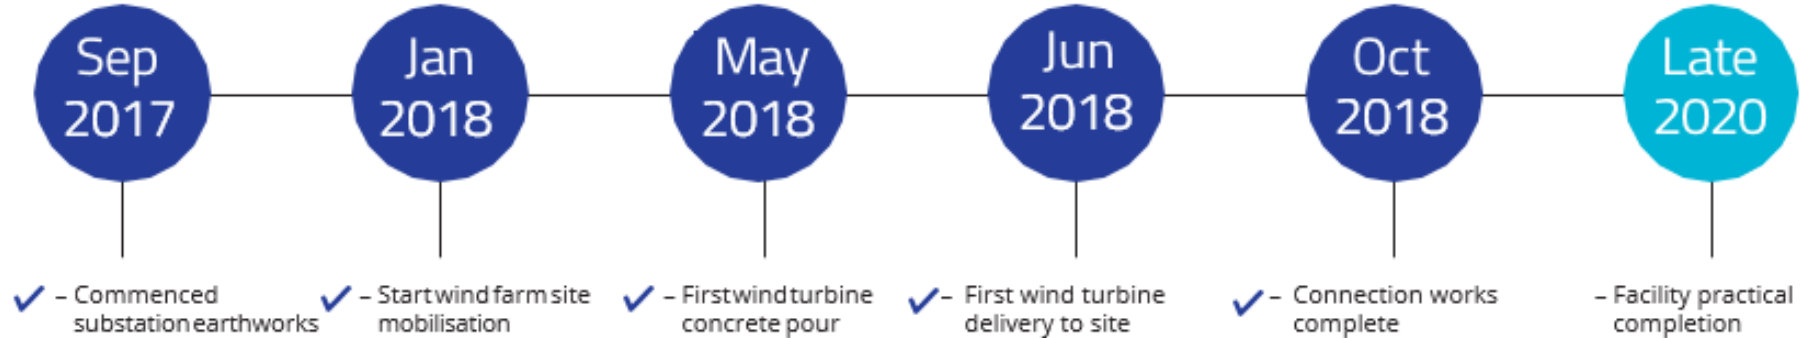 Sep
2017
Jan
2018
May
2018
Jun
2018
Oct
2018
Late
2020
– Commenced
substation earthworks
– Start wind farm site
mobilisation
– First wind turbine
concrete pour
– First wind turbine
delivery to site
– Connection works
complete
– Facility practical
completion